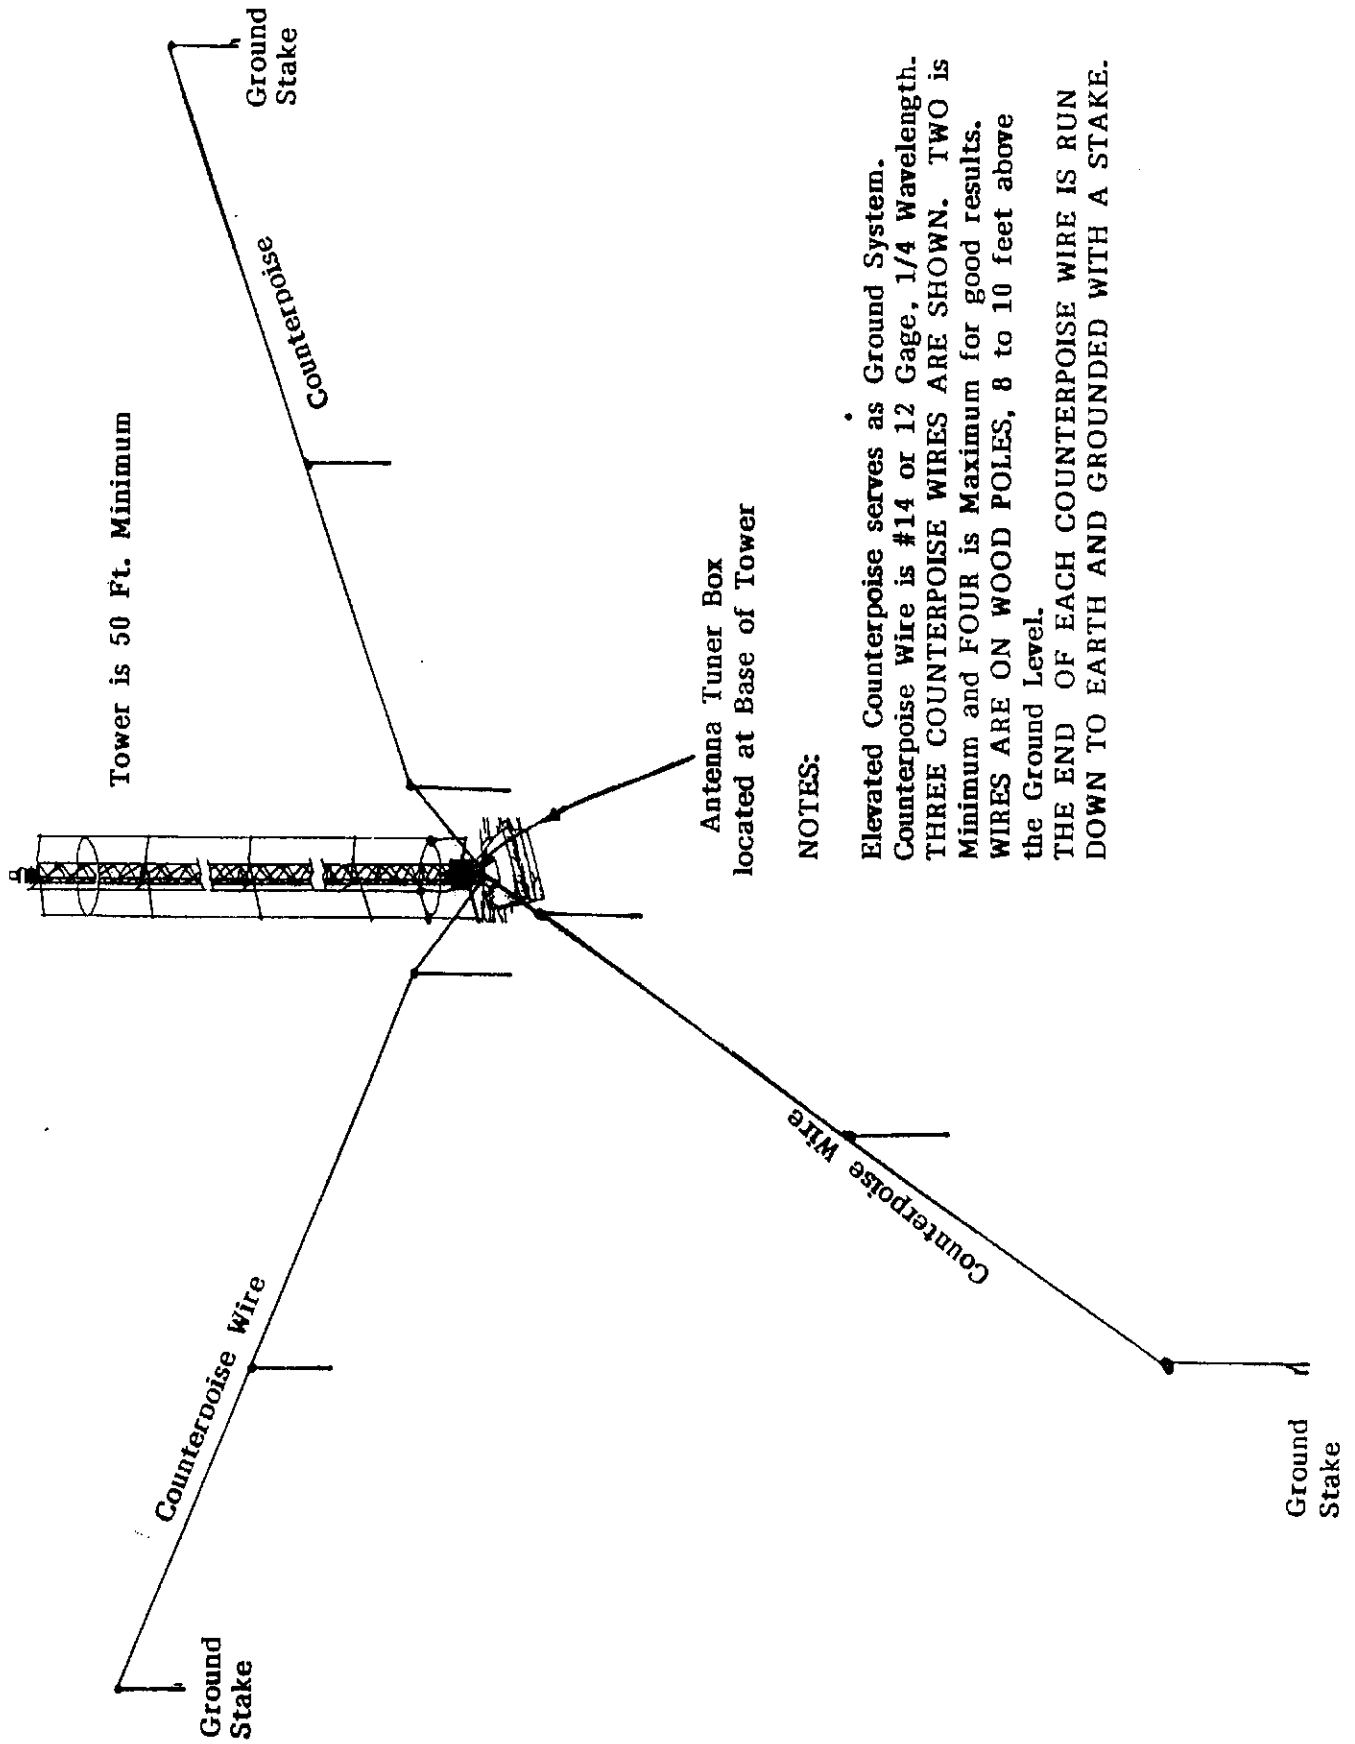 Tower is 50 Ft. Minimum
Counterpoise
Ground
Stake
Counterpoise Wire
Ground
Stake
Antenna Tuner Box
located at Base of Tower
Counterpoise Wire
Ground
Stake
NOTES:
Elevated Counterpoise serves as Ground System.
Counterpoise Wire is #14 or 12 Gage, 1/4 Wavelength.
THREE COUNTERPOISE WIRES ARE SHOWN. TWO is
Minimum and FOUR is Maximum for good results.
WIRES ARE ON WOOD POLES, 8 to 10 feet above
the Ground Level.
THE END OF EACH COUNTERPOISE WIRE IS RUN
DOWN TO EARTH AND GROUNDED WITH A STAKE.